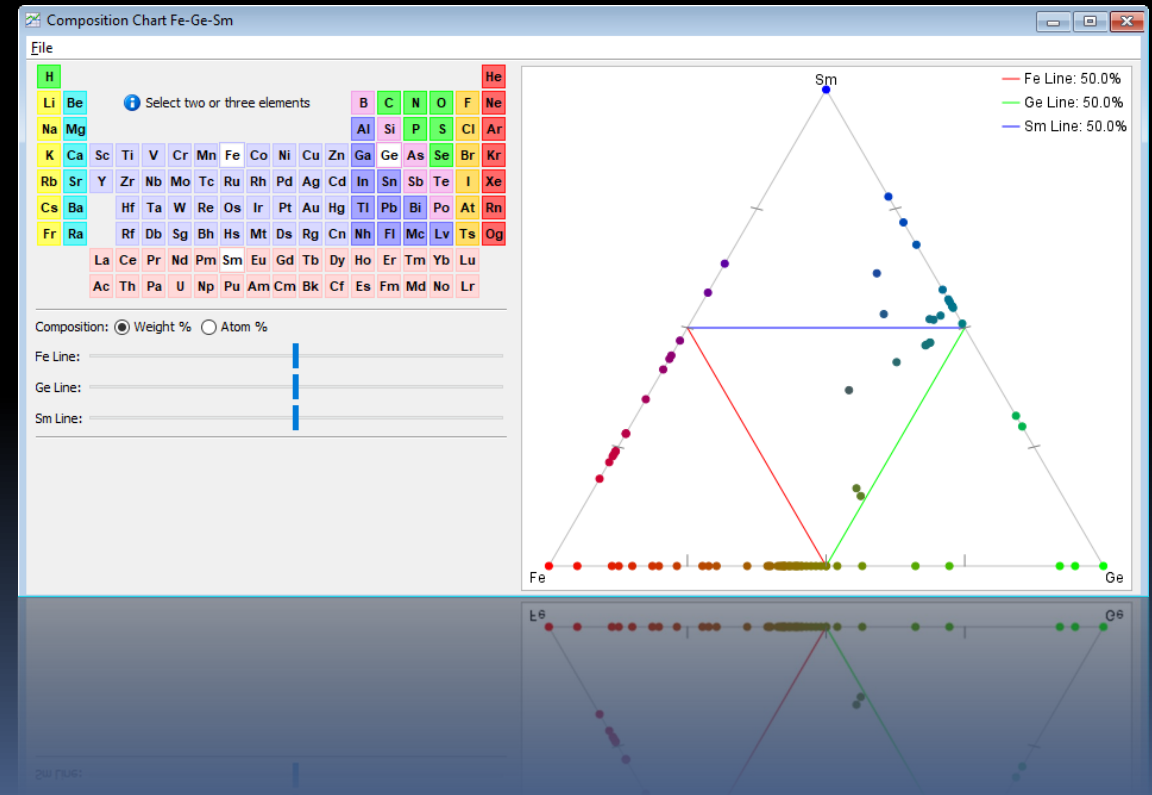 Composition Chart Fe-Ge-Sm
File
H He
Li Be Select two or three elements B C N O F Ne
Na Mg Al Si P S Cl Ar
K Ca Sc Ti V Cr Mn Fe Co Ni Cu Zn Ga Ge As Se Br Kr
Rb Sr Y Zr Nb Mo Tc Ru Rh Pd Ag Cd In Sn Sb Te I Xe
Cs Ba Hf Ta W Re Os Ir Pt Au Hg Tl Pb Bi Po At Rn
Fr Ra Rf Db Sg Bh Hs Mt Ds Rg Cn Nh Fl Mc Lv Ts Og
La Ce Pr Nd Pm Sm Eu Gd Tb Dy Ho Er Tm Yb Lu
Ac Th Pa U Np Pu Am Cm Bk Cf Es Fm Md No Lr
Composition: Weight % Atom %
Fe Line:
Ge Line:
Sm Line:
Sm
Fe Line: 50.0%
Ge Line: 50.0%
Sm Line: 50.0%
Fe Ge
Fe Ge
Sm Line: